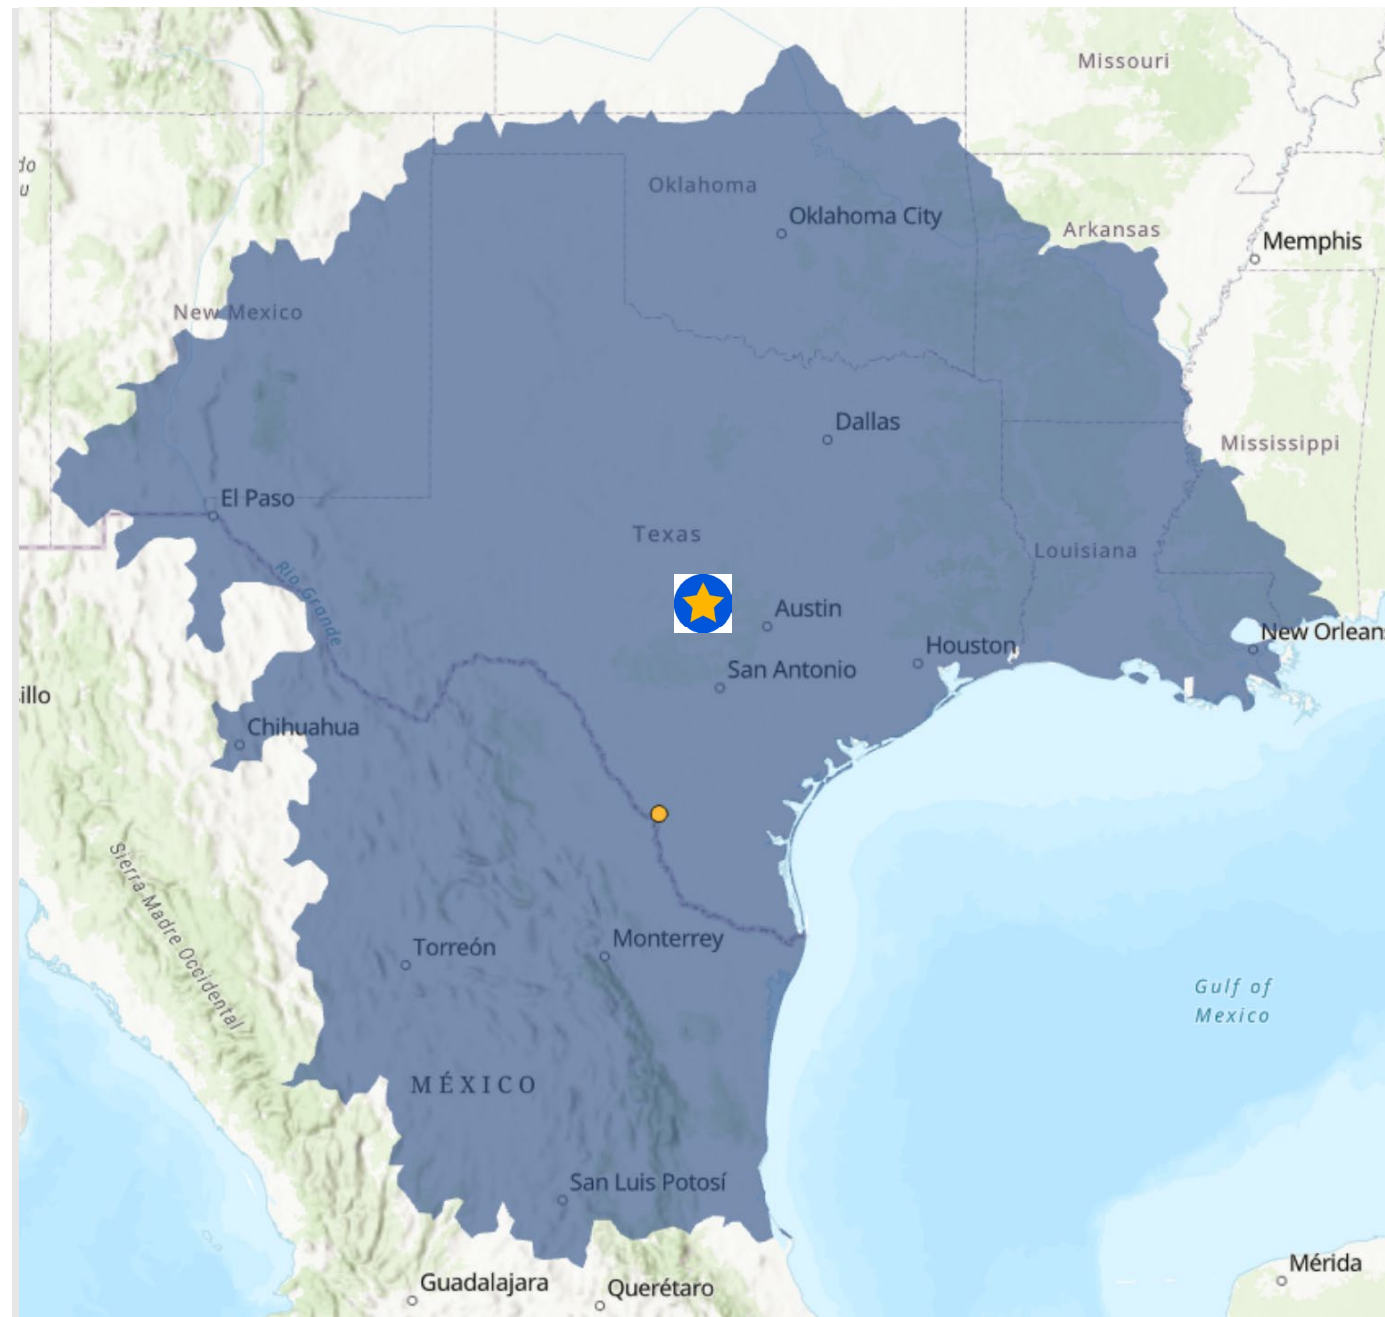 Missouri
do
u
Oklahoma
Oklahoma City
Arkansas
Memphis
New Mexico
Dallas
Mississippi
El Paso
Texas
Louisiana
Rio Grande
Austin
New Orlean
Houston
San Antonio
illo
Chihuahua
Sierra Madre Occidental
Torreón
Monterrey
Gulf of
Mexico
MÉXICO
San Luis Potosí
Guadalajara
Querétaro
Mérida